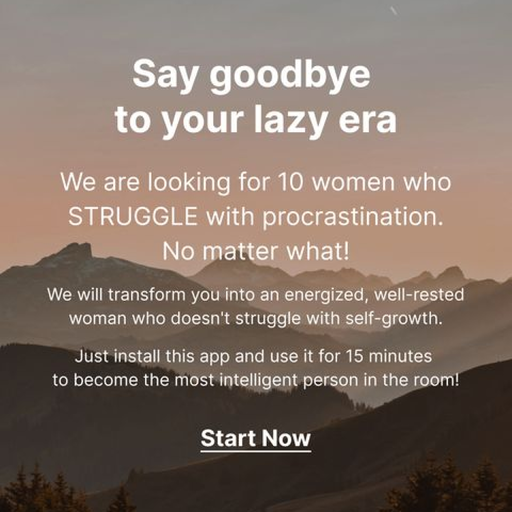 Say goodbye
to your lazy era
We are looking for 10 women who
STRUGGLE with procrastination.
No matter what!
We will transform you into an energized, well-rested
woman who doesn't struggle with self-growth.
Just install this app and use it for 15 minutes
to become the most intelligent person in the room!
Start Now